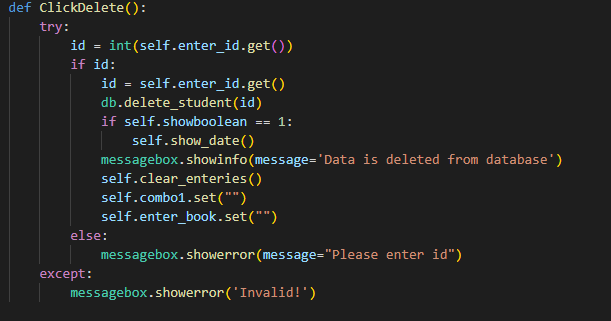 def ClickDelete():
    try:
        id = int(self.enter_id.get())
        if id:
            id = self.enter_id.get()
            db.delete_student(id)
            if self.showboolean == 1:
                self.show_date()
            messagebox.showinfo(message='Data is deleted from database')
            self.clear_enteries()
            self.combo1.set("")
            self.enter_book.set("")
        else:
            messagebox.showerror(message="Please enter id")
    except:
        messagebox.showerror('Invalid!')